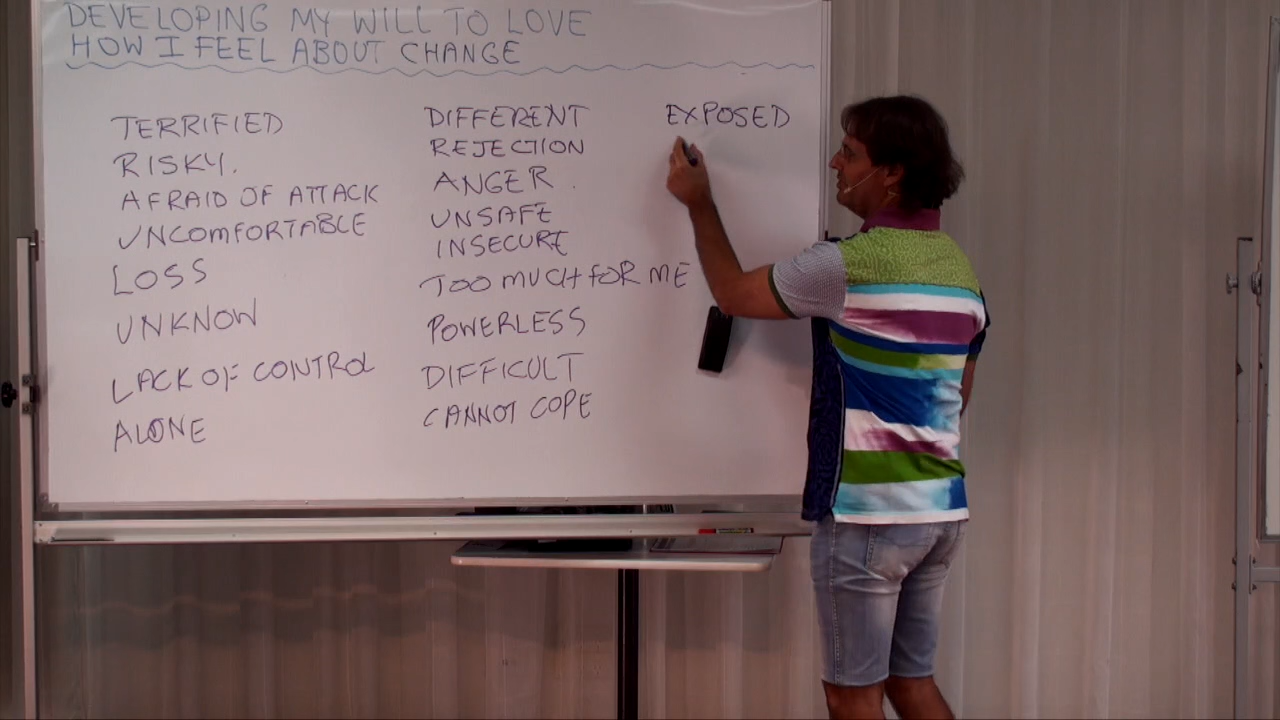 DEVELOPING MY WILL TO LOVE
HOW I FEEL ABOUT CHANGE
TERRIFIED
RISKY.
AFRAID OF ATTACK
UNCOMFORTABLE
LOSS
UNKNOW
LACK OF CONTROL
ALONE
DIFFERENT
REJECTION
ANGER
UNSAFE
INSECURE
TOO MUCH FOR ME
POWERLESS
DIFFICULT
CANNOT COPE
EXPOSED